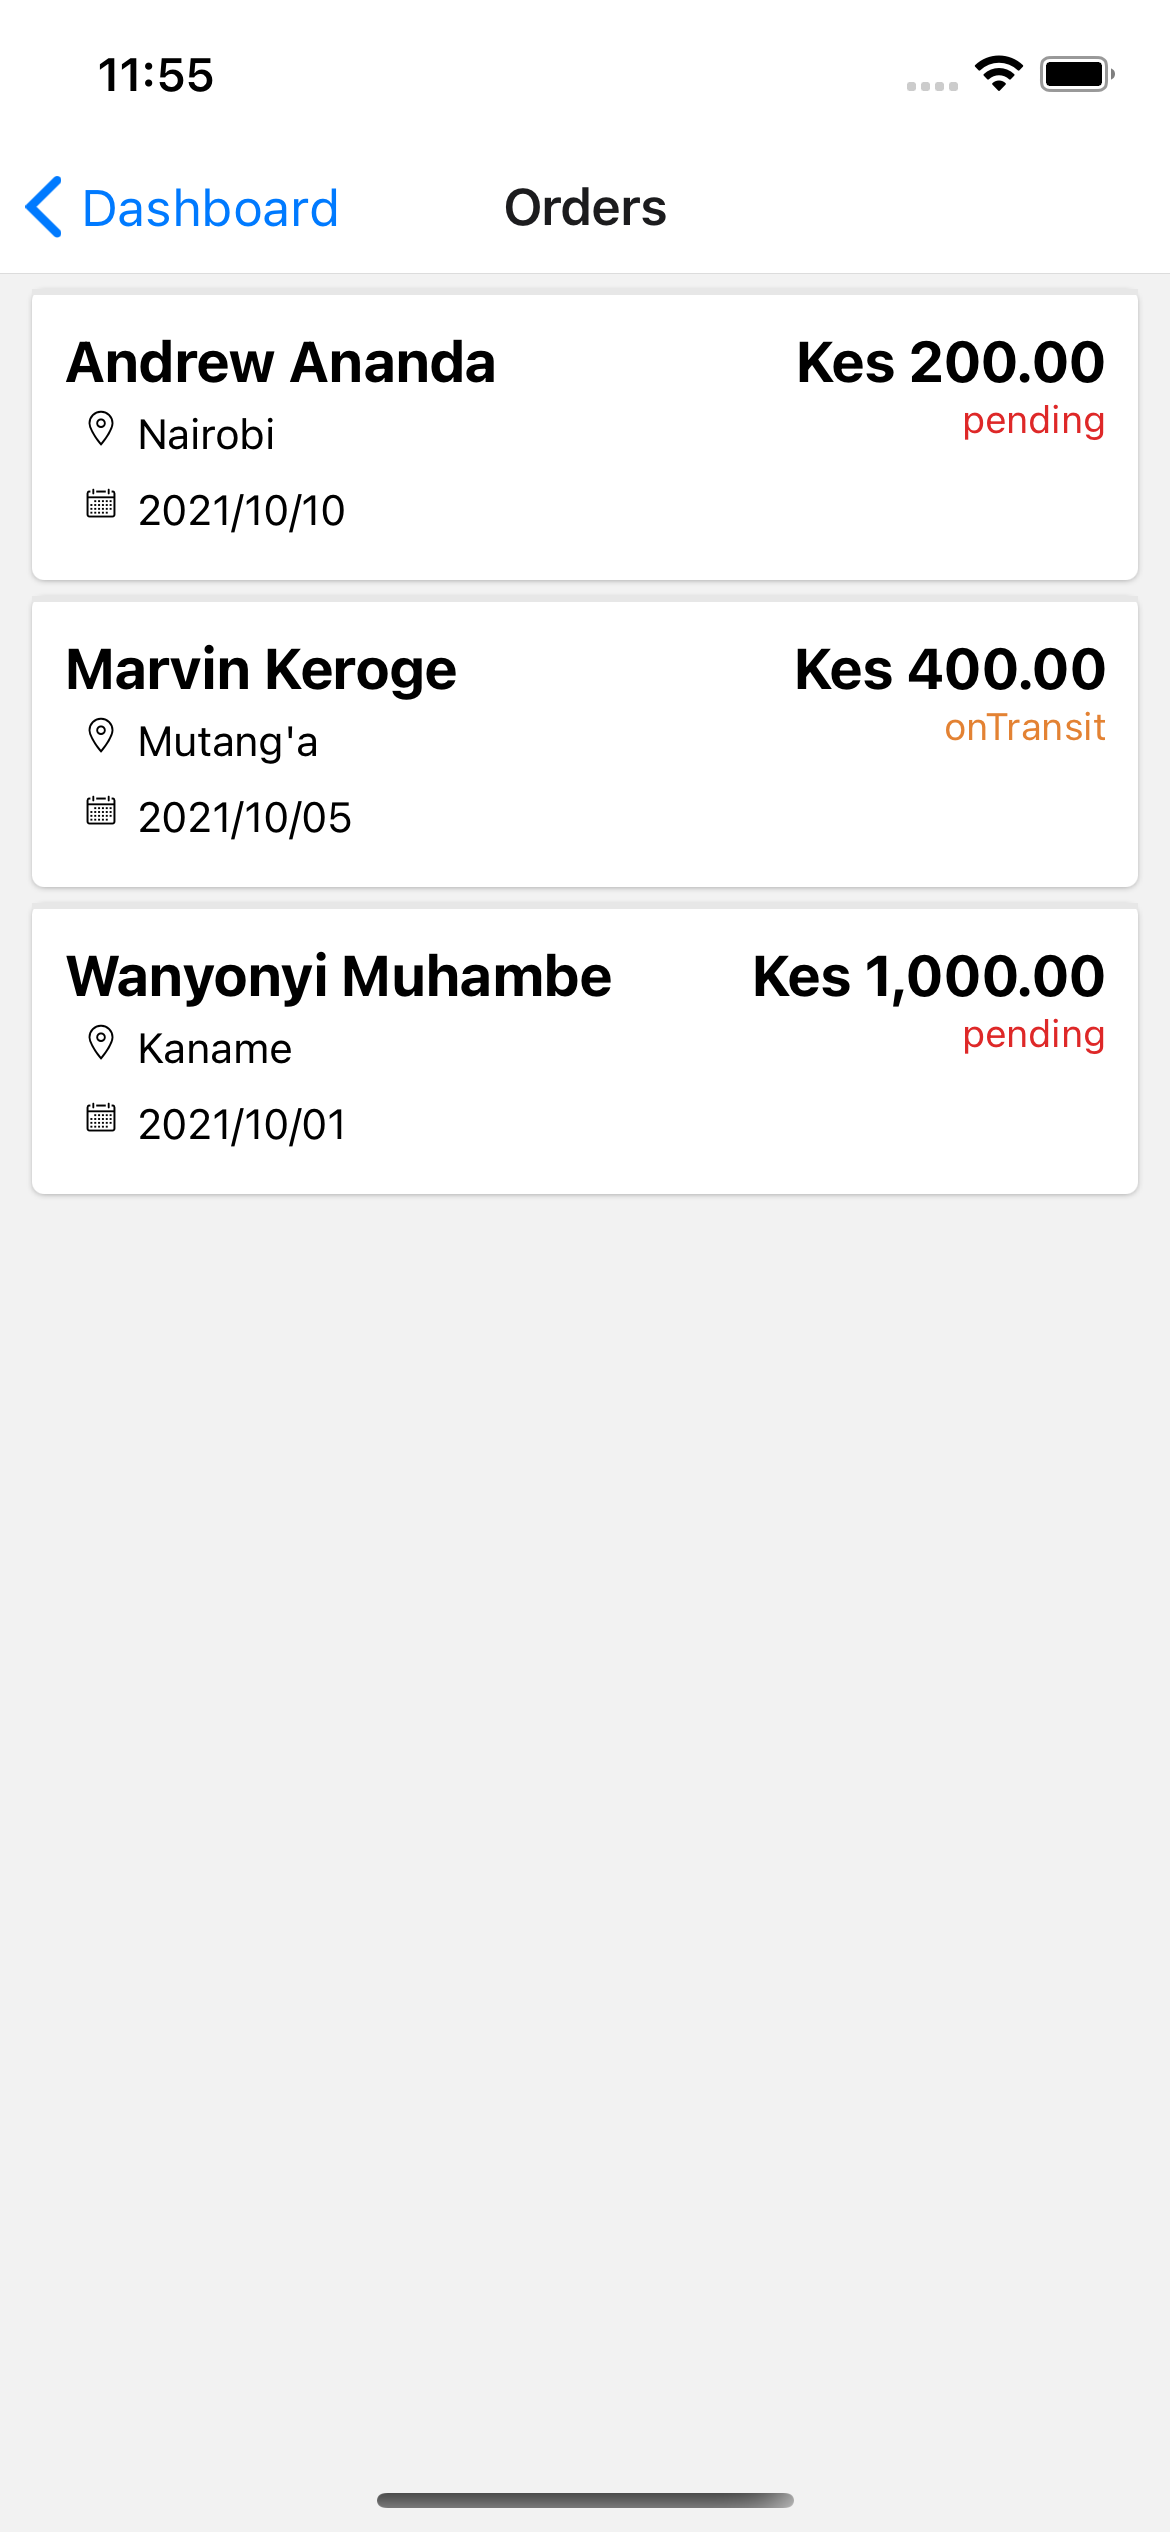 11:55
Dashboard Orders
Andrew Ananda Kes 200.00
Nairobi pending
2021/10/10
Marvin Keroge Kes 400.00
Mutang'a onTransit
2021/10/05
Wanyonyi Muhambe Kes 1,000.00
Kaname pending
2021/10/01